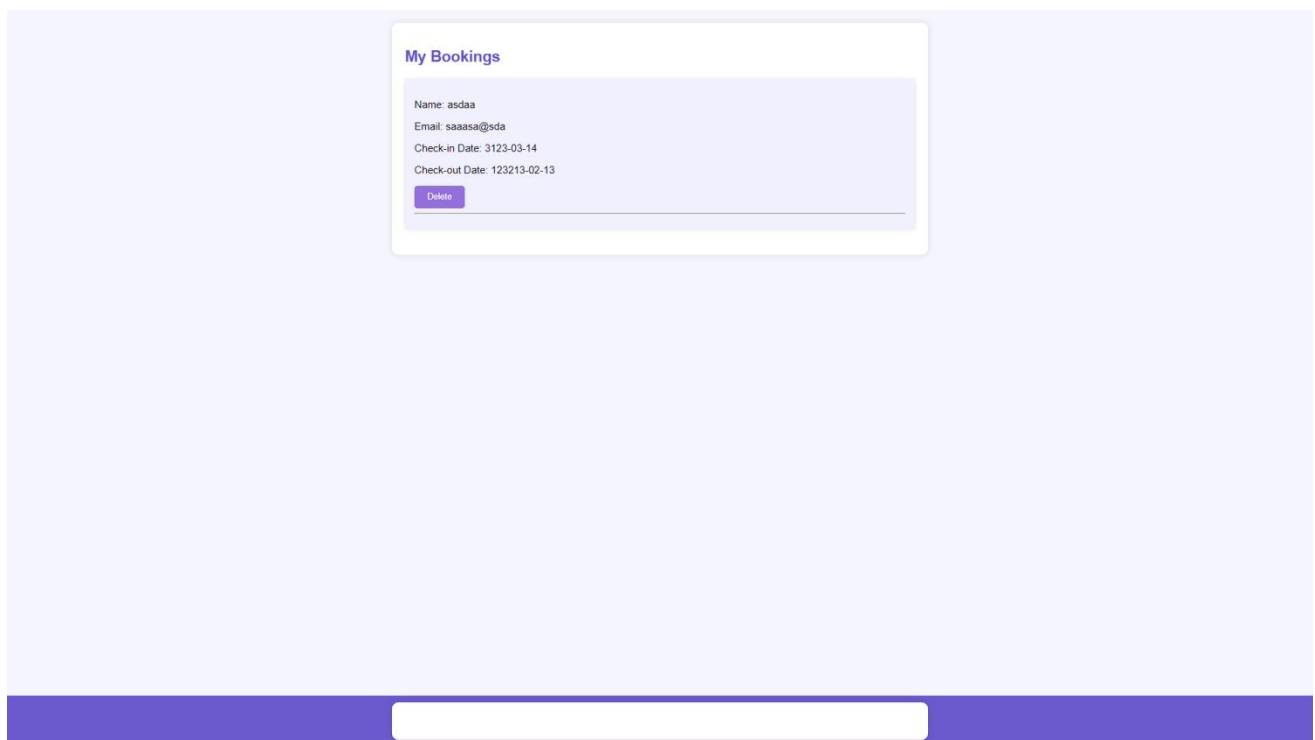 My Bookings
Name: asdaa
Email: saaasa@sda
Check-in Date: 3123-03-14
Check-out Date: 123213-02-13
Delete